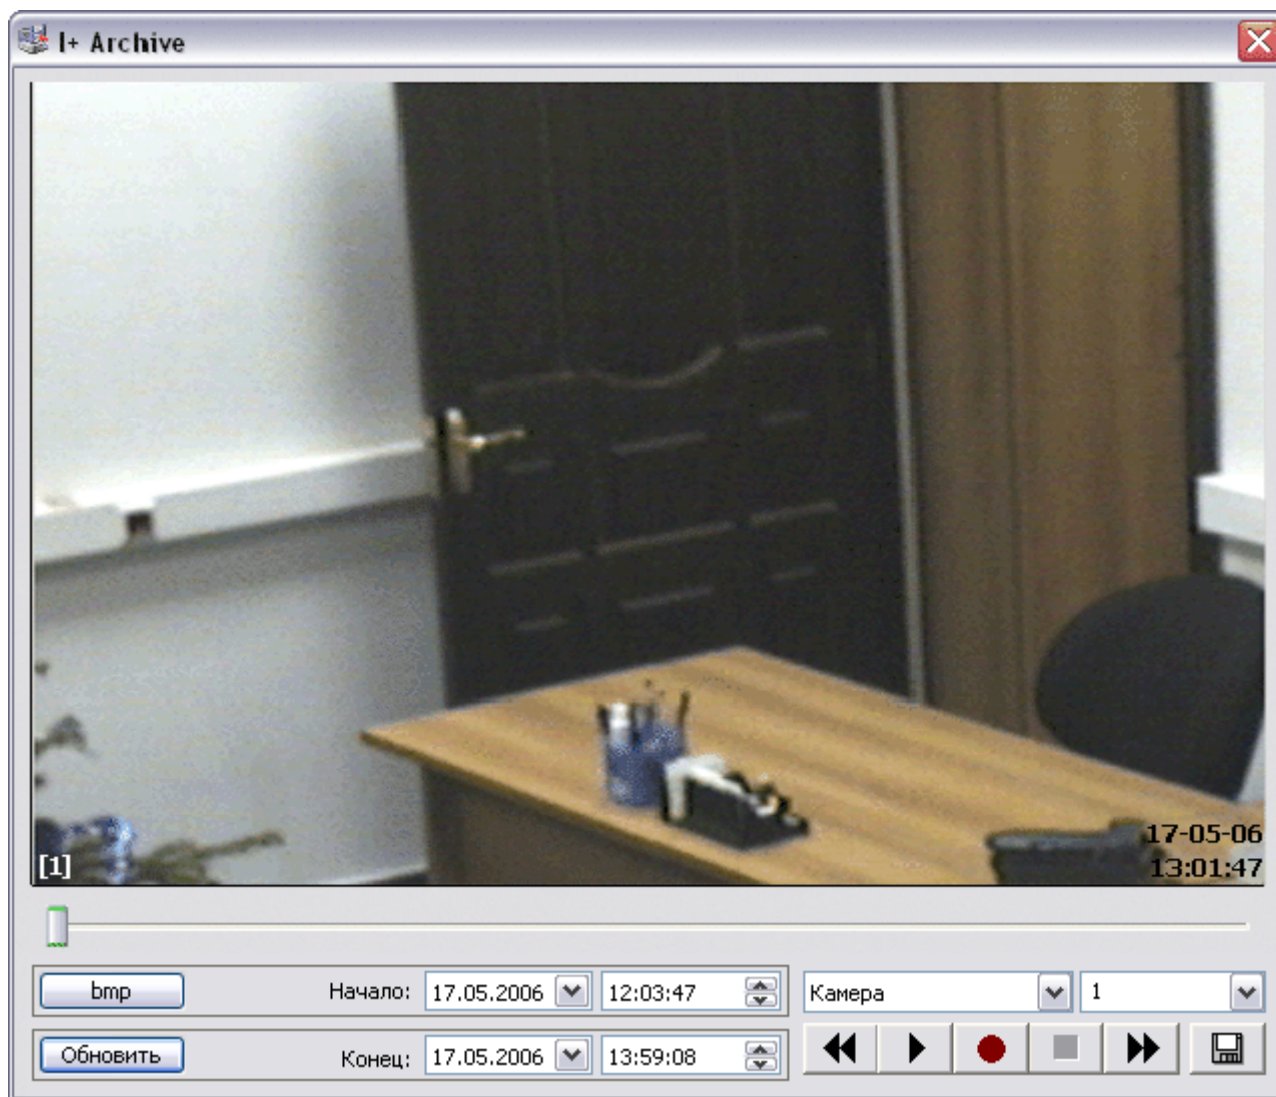 I+ Archive
[1]
17-05-06
13:01:47
bmp
Начало:
17.05.2006
12:03:47
Камера
1
Обновить
Конец:
17.05.2006
13:59:08